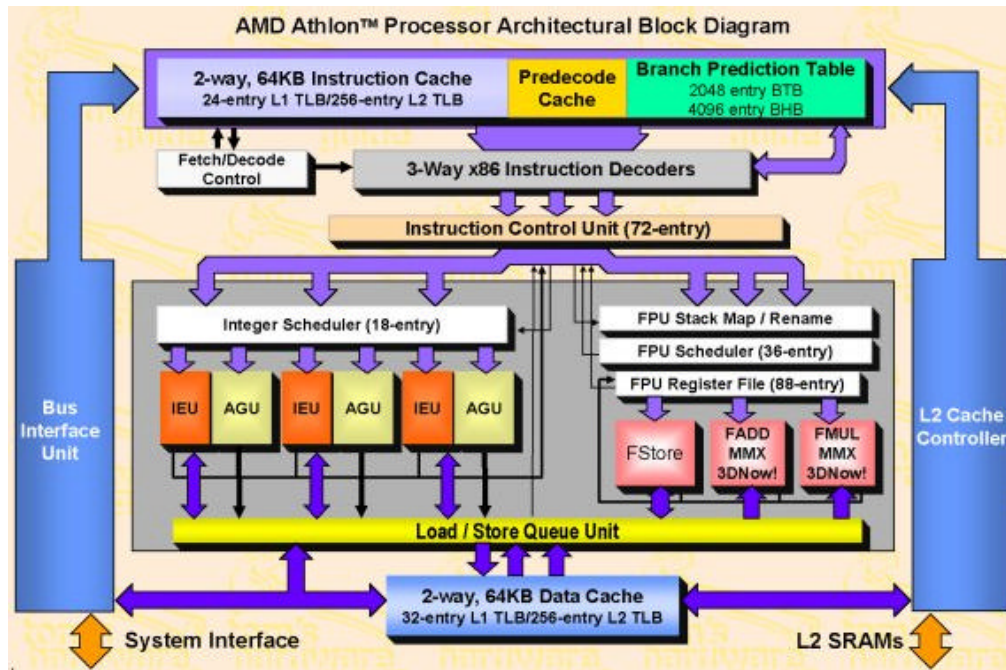 AMD Athlon™ Processor Architectural Block Diagram
2-way, 64KB Instruction Cache
24-entry L1 TLB/256-entry L2 TLB
Predecode
Cache
Branch Prediction Table
2048 entry BTB
4096 entry BHB
Fetch/Decode
Control
3-Way x86 Instruction Decoders
Instruction Control Unit (72-entry)
Integer Scheduler (18-entry)
FPU Stack Map / Rename
FPU Scheduler (36-entry)
FPU Register File (88-entry)
Bus
Interface
Unit
IEU
AGU
IEU
AGU
IEU
AGU
FStore
FADD
MMX
3DNow!
FMUL
MMX
3DNow!
L2 Cache
Controller
Load / Store Queue Unit
2-way, 64KB Data Cache
32-entry L1 TLB/256-entry L2 TLB
System Interface
L2 SRAMs